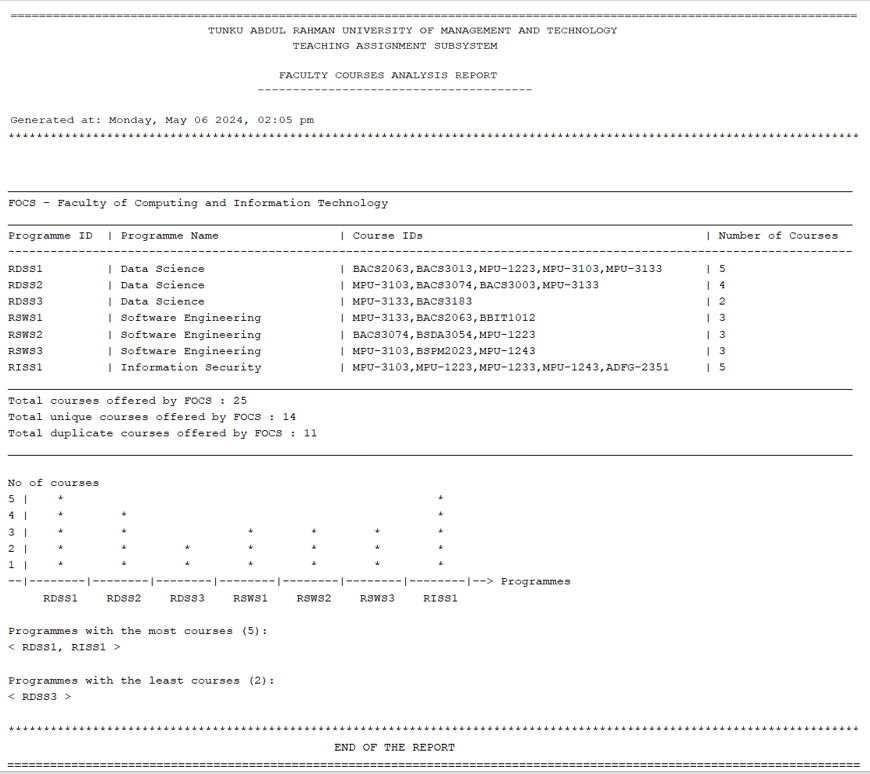 TUNKU ABDUL RAHMAN UNIVERSITY OF MANAGEMENT AND TECHNOLOGY
TEACHING ASSIGNMENT SUBSYSTEM
FACULTY COURSES ANALYSIS REPORT
---------------------------------------
Generated at: Monday, May 06 2024, 02:05 pm
FOCS - Faculty of Computing and Information Technology
Programme ID | Programme Name | Course IDs | Number of Courses
RDSS1 | Data Science | BACS2063,BACS3013,MPU-1223,MPU-3103,MPU-3133 | 5
RDSS2 | Data Science | MPU-3103,BACS3074,BACS3003,MPU-3133 | 4
RDSS3 | Data Science | MPU-3133,BACS3183 | 2
RSWS1 | Software Engineering | MPU-3133,BACS2063,BBIT1012 | 3
RSWS2 | Software Engineering | BACS3074,BSDA3054,MPU-1223 | 3
RSWS3 | Software Engineering | MPU-3103,BSPM2023,MPU-1243 | 3
RISS1 | Information Security | MPU-3103,MPU-1223,MPU-1233,MPU-1243,ADFG-2351 | 5
Total courses offered by FOCS : 25
Total unique courses offered by FOCS : 14
Total duplicate courses offered by FOCS : 11
No of courses
5 | * *
4 | * * *
3 | * * * * * *
2 | * * * * * * *
1 | * * * * * * *
--|--------|--------|--------|--------|--------|--------|--------|--> Programmes
RDSS1 RDSS2 RDSS3 RSWS1 RSWS2 RSWS3 RISS1
Programmes with the most courses (5):
< RDSS1, RISS1 >
Programmes with the least courses (2):
< RDSS3 >
END OF THE REPORT